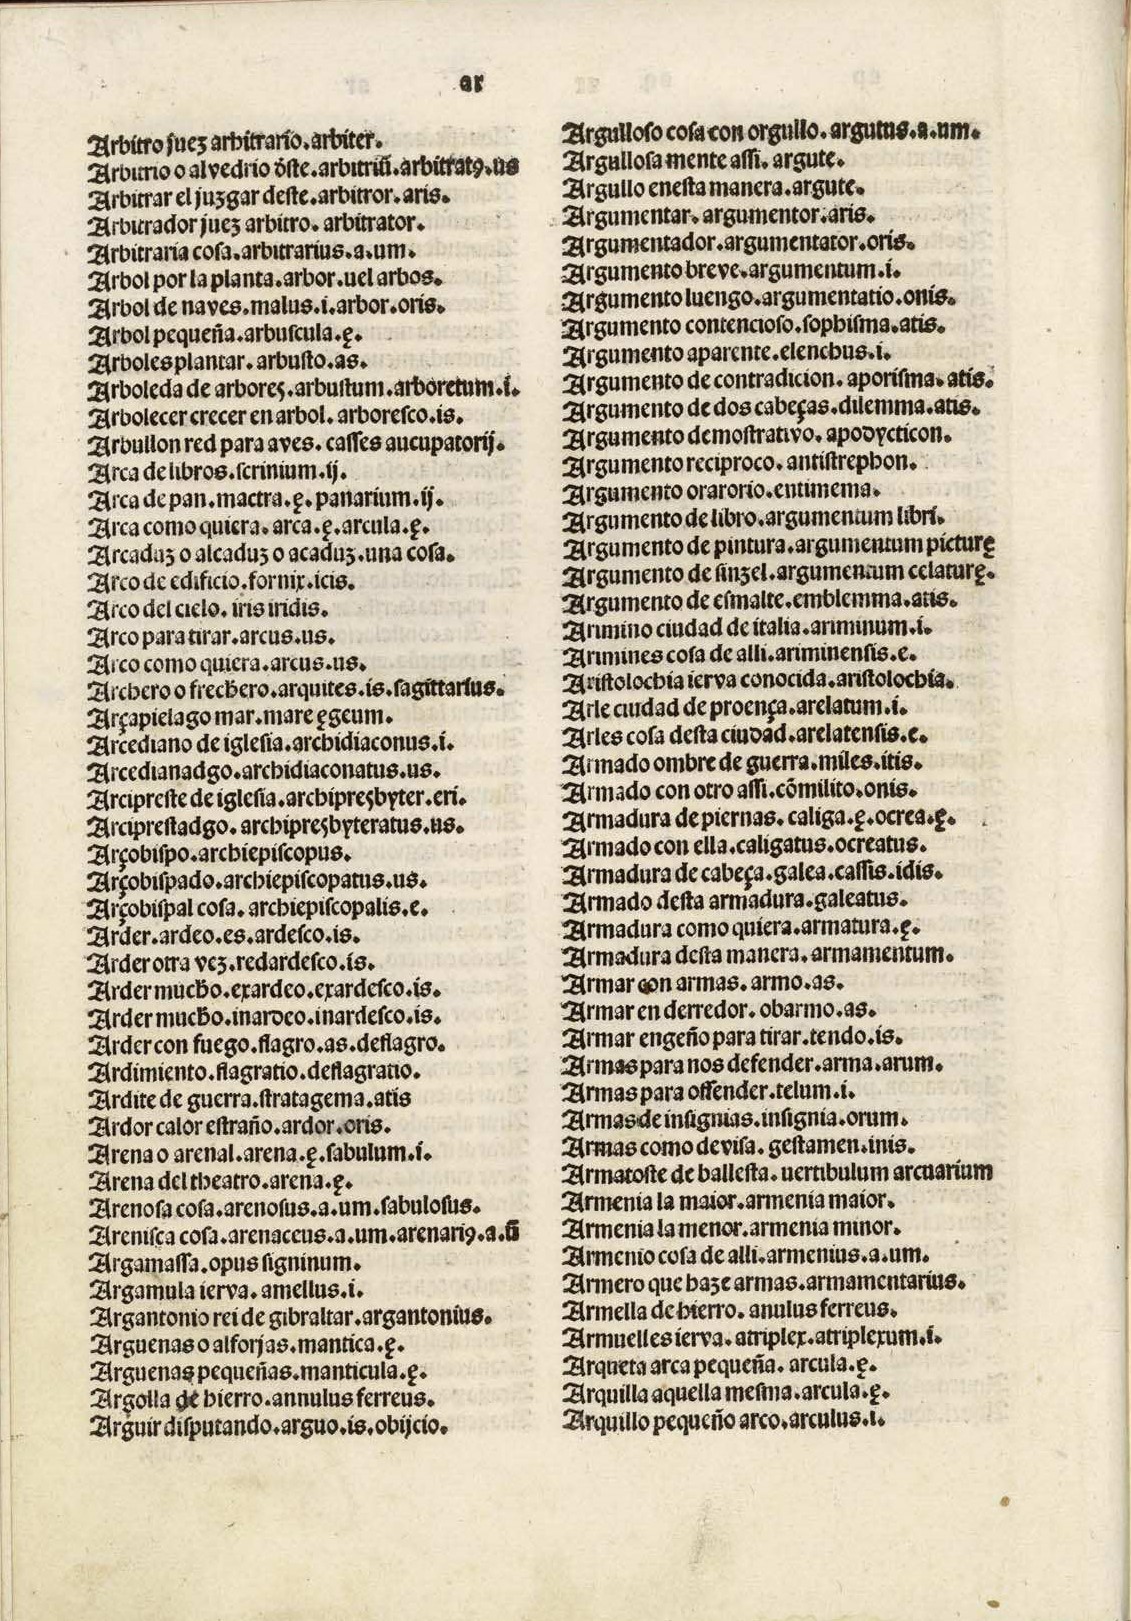 ar
Arbitro juez arbitrario. arbiter.
Arbitrio o alvedrio d̄ste. arbitriū. arbitratꝰ. us
Arbitrar el juzgar deste. arbitror. aris.
Arbitrador juez arbitro. arbitrator.
Arbitraria cosa. arbitrarius. a. um.
Arbol por la planta. arbor. uel arbos.
Arbol de naves. malus. i. arbor. oris.
Arbol pequeña. arbuscula. ę.
Arboles plantar. arbusto. as.
Arboleda de arbores. arbustum. arboretum. i.
Arbolecer crecer en arbol. arboresco. is.
Arbullon red para aves. casses aucupatorij.
Arca de libros. scrinium. ij.
Arca de pan. mactra. ę. panarium. ij.
Arca como quiera. arca. ę. arcula. ę.
Arcaduz o alcaduz o acaduz. una cosa.
Arco de edificio. fornix. icis.
Arco del cielo. iris iridis.
Arco para tirar. arcus. us.
Arco como quiera. arcus. us.
Archero o frechero. arquites. is. sagittarius.
Arçapielago mar. mare ęgeum.
Arcediano de iglesia. archidiaconus. i.
Arcedianadgo. archidiaconatus. us.
Arcipreste de iglesia. archipresbyter. eri.
Arciprestadgo. archipresbyteratus. us.
Arçobispo. archiepiscopus.
Arçobispado. archiepiscopatus. us.
Arçobispal cosa. archiepiscopalis. e.
Arder. ardeo. es. ardesco. is.
Arder otra vez. redardesco. is.
Arder mucho. exardeo. exardesco. is.
Arder mucho. inardeo. inardesco. is.
Arder con fuego. flagro. as. deflagro.
Ardimiento. flagratio. deflagratio.
Ardite de guerra. stratagema. atis
Ardor calor estraño. ardor. oris.
Arena o arenal. arena. ę. sabulum. i.
Arena del theatro. arena. ę.
Arenosa cosa. arenosus. a. um. sabulosus.
Arenisca cosa. arenaceus. a. um. arenariꝰ. a. ū
Argamassa. opus signinum.
Argamula ierva. amellus. i.
Argantonio rei de gibraltar. argantonius.
Arguenas o alforjas. mantica. ę.
Arguenas pequeñas. manticula. ę.
Argolla de hierro. annulus ferreus.
Arguir disputando. arguo. is. obijcio.
Argulloso cosa con orgullo. argutus. a. um.
Argullosa mente assi. argute.
Argullo enesta manera. argute.
Argumentar. argumentor. aris.
Argumentador. argumentator. oris.
Argumento breve. argumentum. i.
Argumento luengo. argumentatio. onis.
Argumento contencioso. sophisma. atis.
Argumento aparente. elenchus. i.
Argumento de contradicion. aporisma. atis.
Argumento de dos cabeças. dilemma. atis.
Argumento demostrativo. apodycticon.
Argumento reciproco. antistrephon.
Argumento orarorio. entimema.
Argumento de libro. argumentum libri.
Argumento de pintura. argumentum picturę
Argumento de sinzel. argumentum celaturę.
Argumento de esmalte. emblemma. atis.
Arimino ciudad de italia. ariminum. i.
Arimines cosa de alli. ariminensis. e.
Aristolochia ierva conocida. aristolochia.
Arle ciudad de proença. arelatum. i.
Arles cosa desta ciudad. arelatensis. e.
Armado ombre de guerra. miles. itis.
Armado con otro assi. cōmilito. onis.
Armadura de piernas. caliga. ę. ocrea. ę.
Armado con ella. caligatus. ocreatus.
Armadura de cabeça. galea. cassis. idis.
Armado desta armadura. galeatus.
Armadura como quiera. armatura. ę.
Armadura desta manera. armamentum.
Armar con armas. armo. as.
Armar en derredor. obarmo. as.
Armar engeño para tirar. tendo. is.
Armas para nos defender. arma. arum.
Armas para offender. telum. i.
Armas de insignias. insignia. orum.
Armas como devisa. gestamen. inis.
Armatoste de ballesta. vertibulum arcuarium
Armenia la maior. armenia maior.
Armenia la menor. armenia minor.
Armenio cosa de alli. armenius. a. um.
Armero que haze armas. armamentarius.
Armella de hierro. anulus ferreus.
Armuelles ierva. atriplex. atriplexum. i.
Arqueta arca pequeña. arcula. ę.
Arquilla aquella mesma. arcula. ę.
Arquillo pequeño arco. arculus. i.